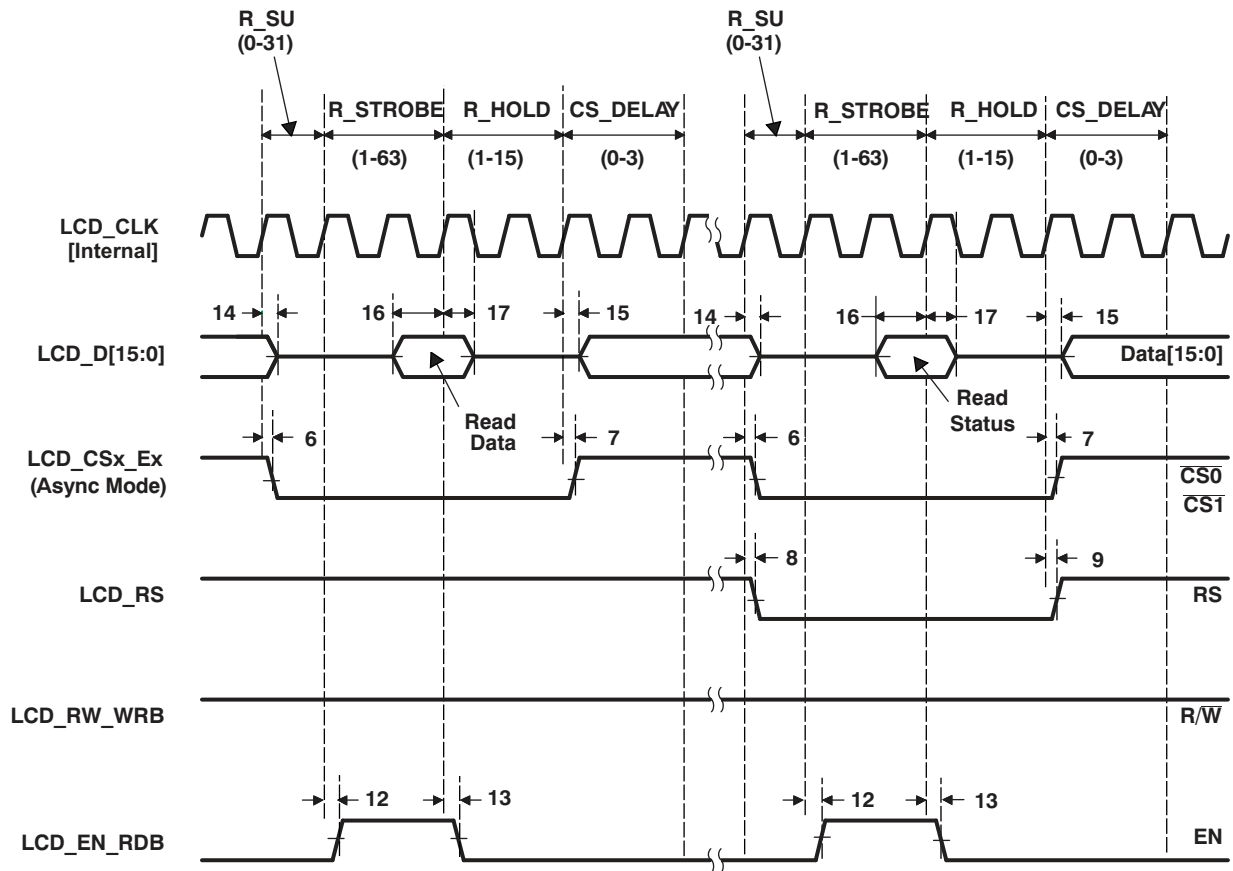 R_SU
(0-31)
R_SU
(0-31)
R_STROBE R_HOLD CS_DELAY
R_STROBE R_HOLD CS_DELAY
(1-63) (1-15) (0-3)
(1-63) (1-15) (0-3)
LCD_CLK
[Internal]
14 16 17 15
14 16 17 15
LCD_D[15:0]
Data[15:0]
Read
Data
Read
Status
6 7
6 7
LCD_CSx_Ex
(Async Mode)
CS0
CS1
8 9
LCD_RS
RS
LCD_RW_WRB
R/W
12 13
12 13
LCD_EN_RDB
EN